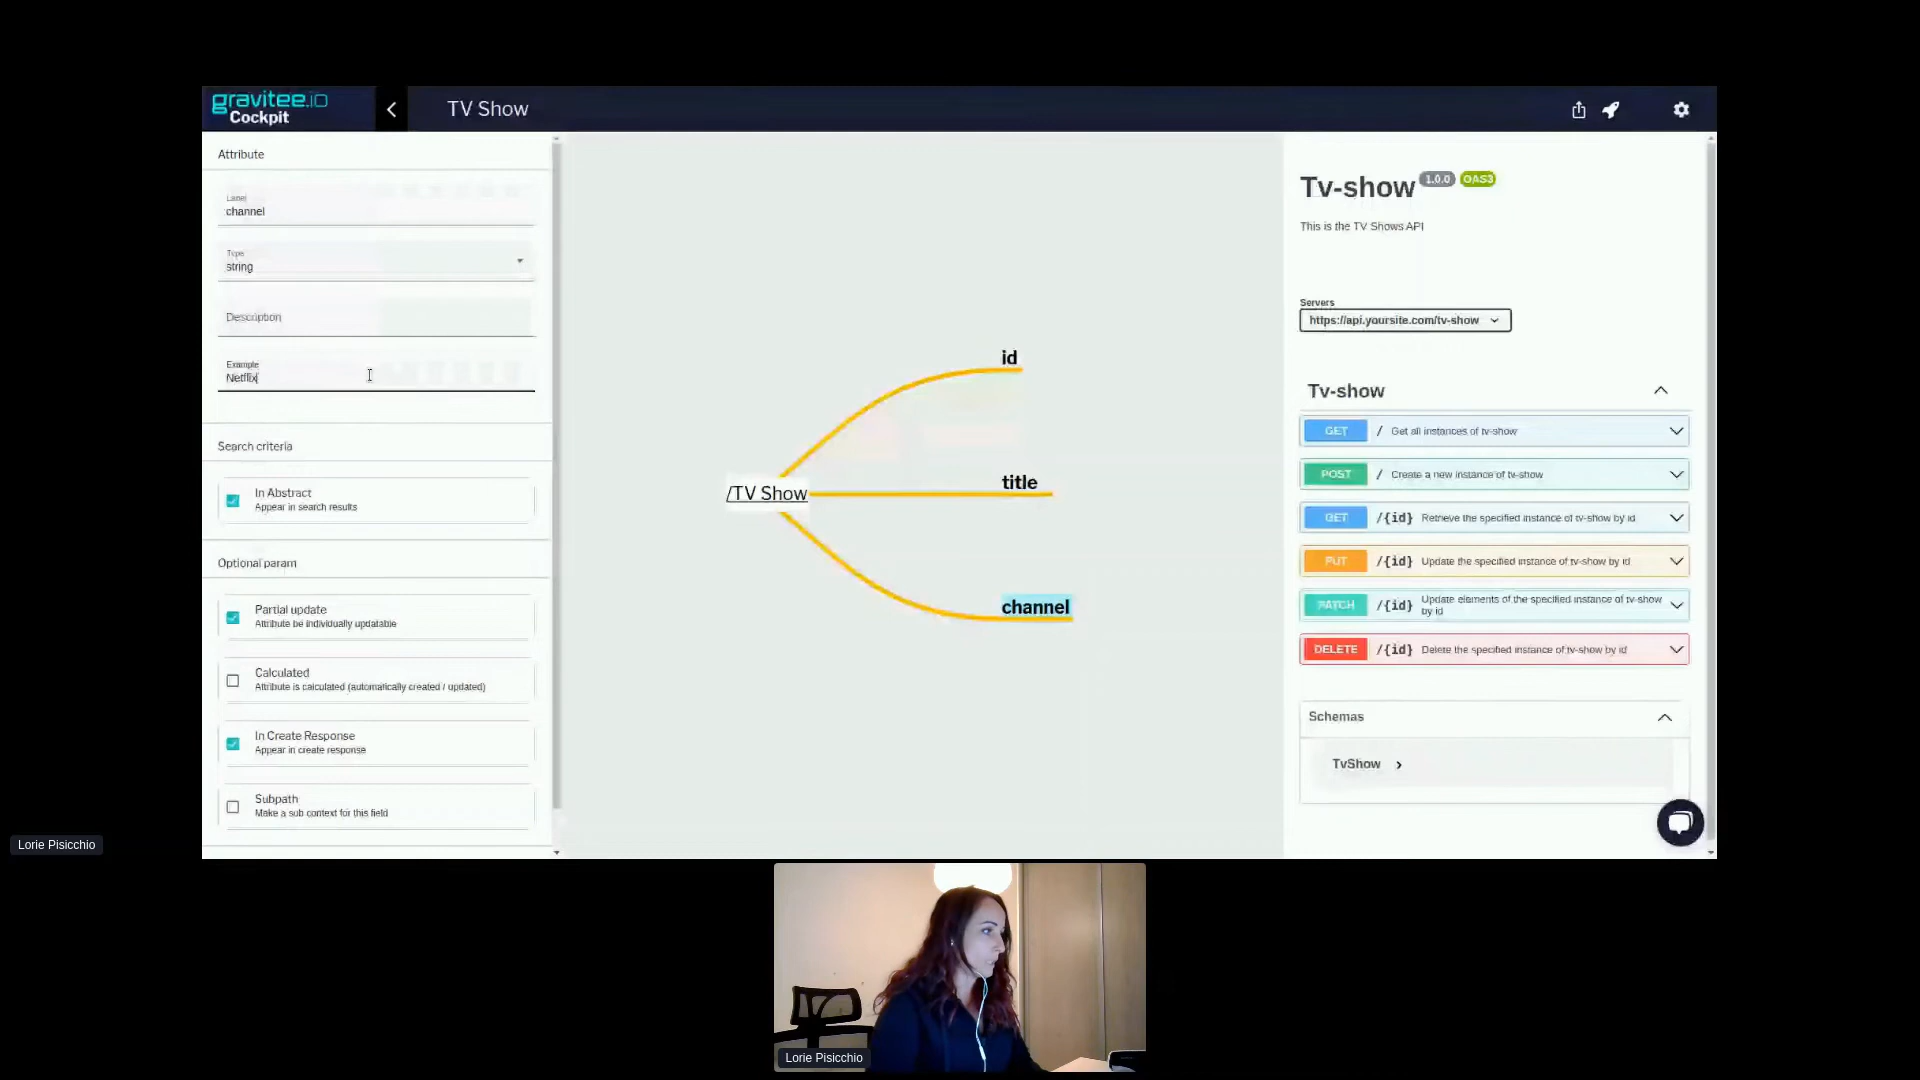 gravitee.io
Cockpit
TV Show
Attribute
Label
channel
Type
string
Description
Example
Netflix
Search criteria
In Abstract
Appear in search results
Optional param
Partial update
Attribute be individually updatable
Calculated
Attribute is calculated (automatically created / updated)
In Create Response
Appear in create response
Subpath
Make a sub context for this field
/TV Show
id
title
channel
Tv-show 1.0.0 OAS3
This is the TV Shows API
Servers
https://api.yoursite.com/tv-show
Tv-show
GET / Get all instances of tv-show
POST / Create a new instance of tv-show
GET /{id} Retrieve the specified instance of tv-show by id
PUT /{id} Update the specified instance of tv-show by id
PATCH /{id} Update elements of the specified instance of tv-show
by id
DELETE /{id} Delete the specified instance of tv-show by id
Schemas
TvShow
Lorie Pisicchio
Lorie Pisicchio